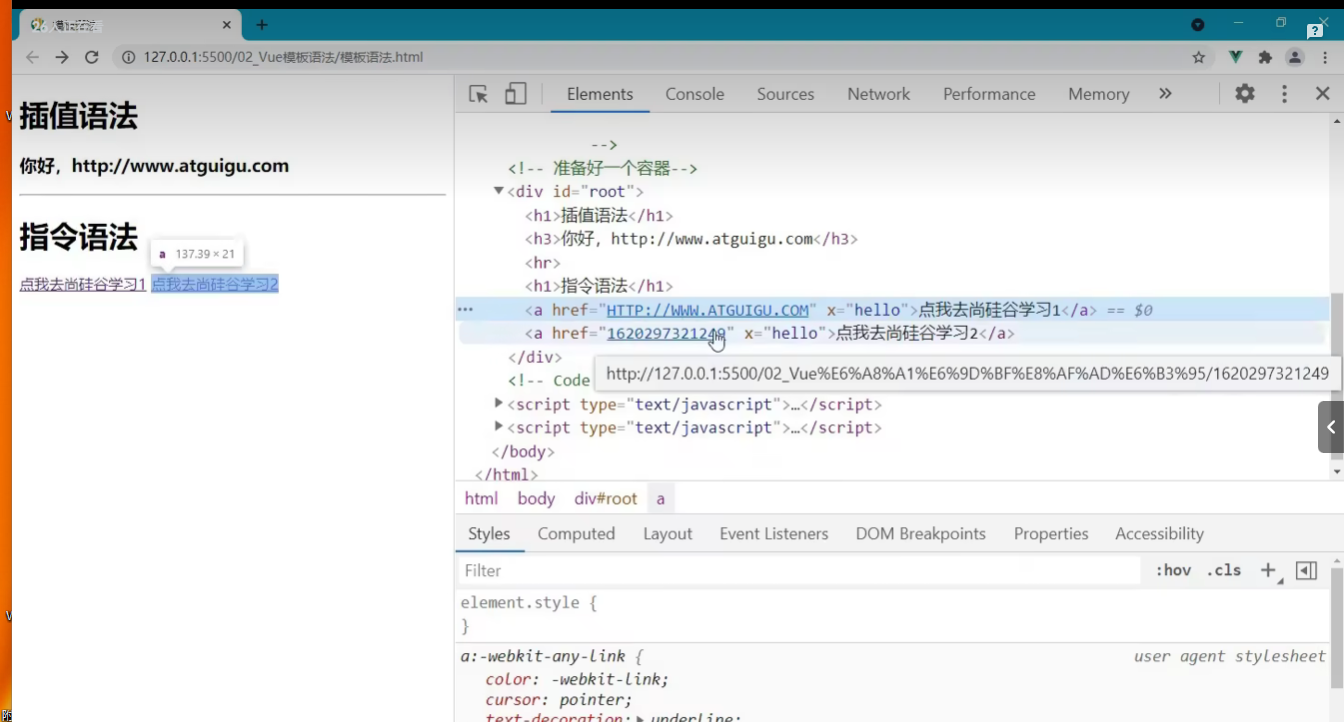 模板语法
127.0.0.1:5500/02_Vue模板语法/模板语法.html
插值语法
你好，http://www.atguigu.com
指令语法
a 137.39 × 21
点我去尚硅谷学习1 点我去尚硅谷学习2
Elements Console Sources Network Performance Memory
-->
<!-- 准备好一个容器-->
<div id="root">
<h1>插值语法</h1>
<h3>你好，http://www.atguigu.com</h3>
<hr>
<h1>指令语法</h1>
<a href="HTTP://WWW.ATGUIGU.COM" x="hello">点我去尚硅谷学习1</a> == $0
<a href="1620297321249" x="hello">点我去尚硅谷学习2</a>
</div>
<!-- Code
http://127.0.0.1:5500/02_Vue%E6%A8%A1%E6%9D%BF%E8%AF%AD%E6%B3%95/1620297321249
<script type="text/javascript">…</script>
<script type="text/javascript">…</script>
</body>
</html>
html body div#root a
Styles Computed Layout Event Listeners DOM Breakpoints Properties Accessibility
Filter :hov .cls
element.style {
}
a:-webkit-any-link { user agent stylesheet
color: -webkit-link;
cursor: pointer;
text-decoration: underline;